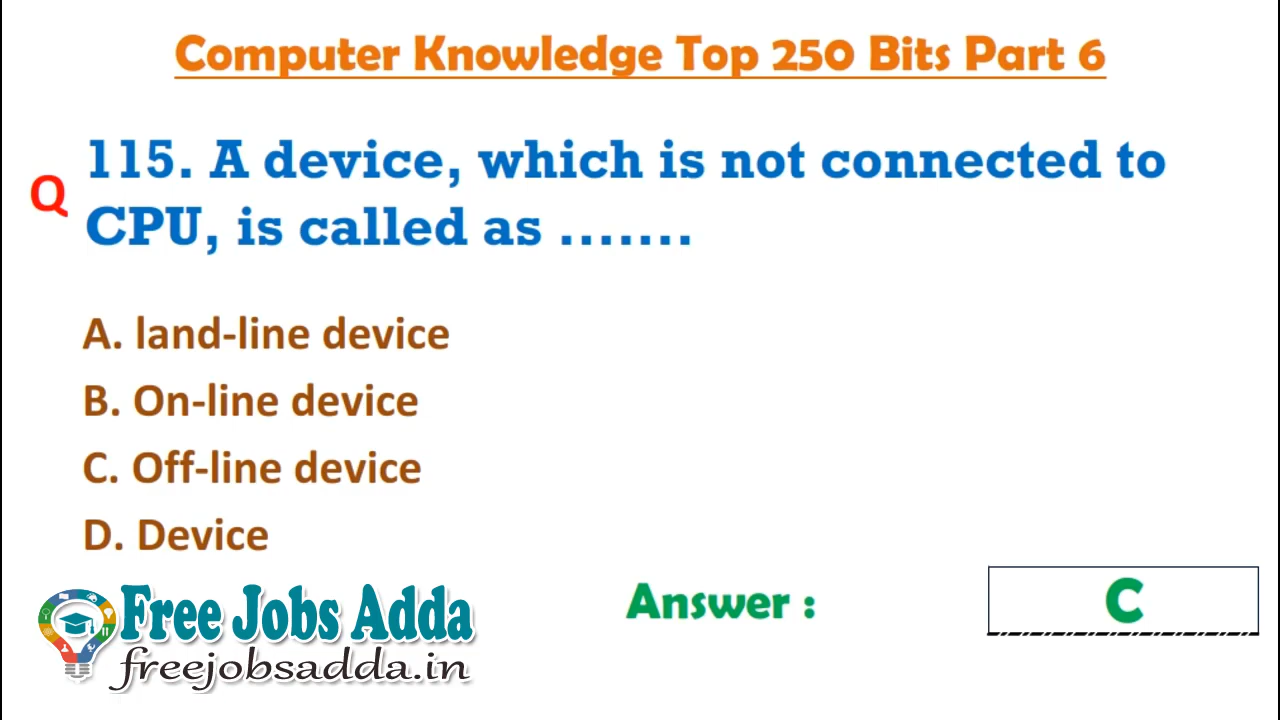 Computer Knowledge Top 250 Bits Part 6
Q 115. A device, which is not connected to
CPU, is called as .......
A. land-line device
B. On-line device
C. Off-line device
D. Device
Answer : C
Free Jobs Adda
freejobsadda.in